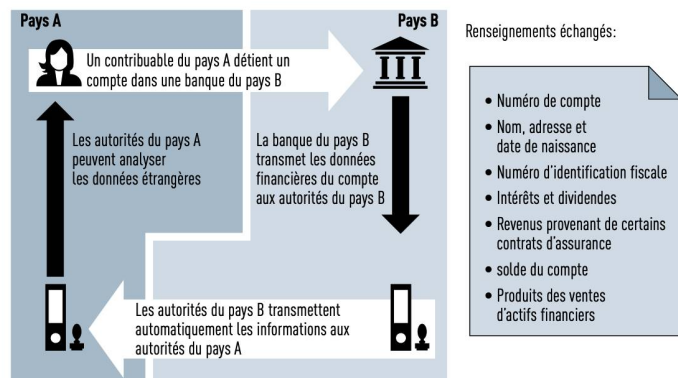 Pays A
Pays B
Un contribuable du pays A détient un
compte dans une banque du pays B
Les autorités du pays A
peuvent analyser
les données étrangères
La banque du pays B
transmet les données
financières du compte
aux autorités du pays B
Les autorités du pays B transmettent
automatiquement les informations aux
autorités du pays A
Renseignements échangés:
• Numéro de compte
• Nom, adresse et
date de naissance
• Numéro d'identification fiscale
• Intérêts et dividendes
• Revenus provenant de certains
contrats d'assurance
• solde du compte
• Produits des ventes
d'actifs financiers